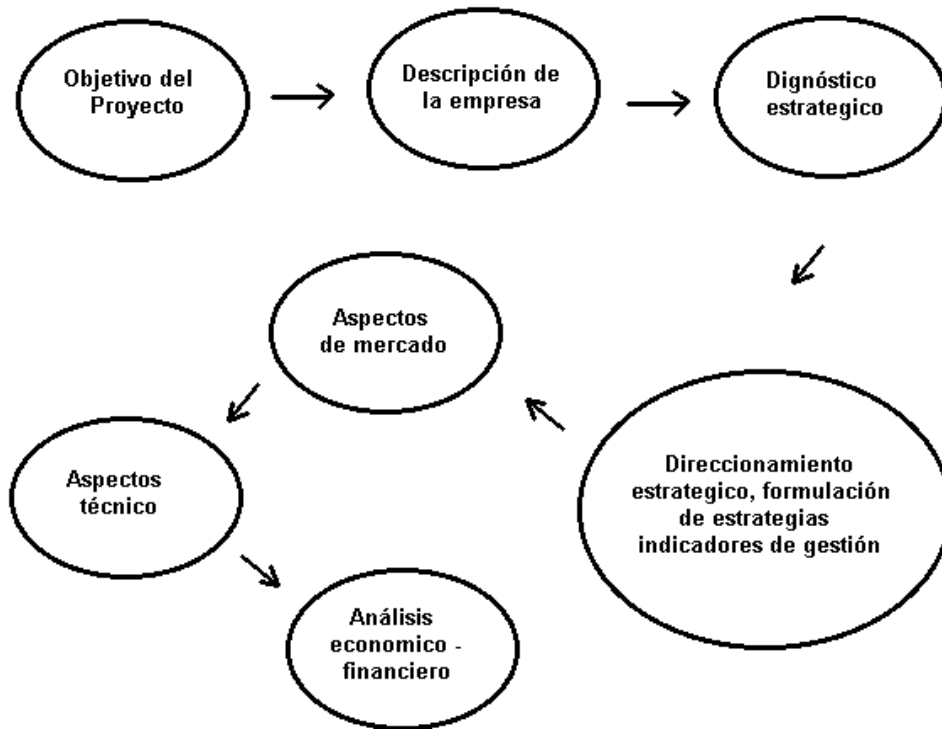 Objetivo del
Proyecto
Descripción de
la empresa
Dignóstico
estrategico
Direccionamiento
estrategico, formulación
de estrategias
indicadores de gestión
Aspectos
de mercado
Aspectos
técnico
Análisis
economico -
financiero